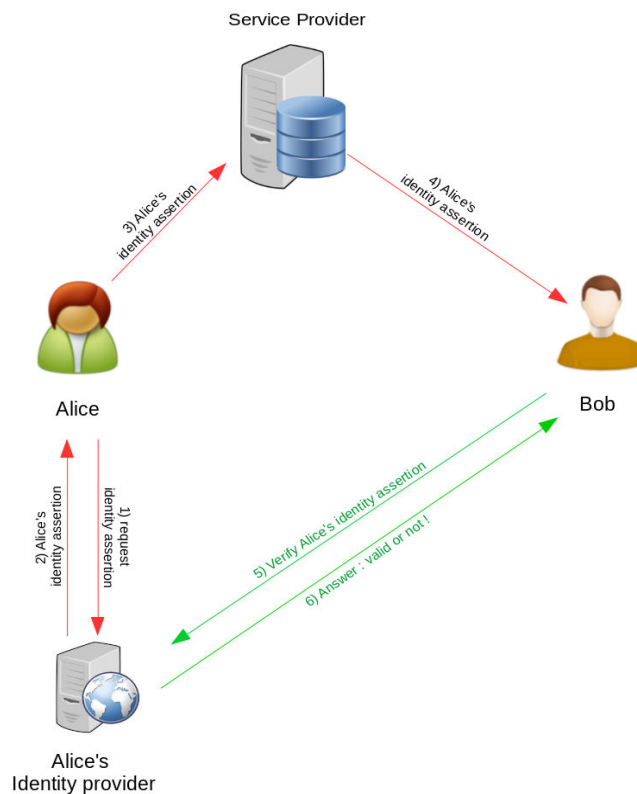 Service Provider
3) Alice's
identity assertion
4) Alice's
identity assertion
Alice
Bob
2) Alice's
identity assertion
1) request
identity assertion
5) Verify Alice's identity assertion
6) Answer : valid or not !
Alice's
Identity provider